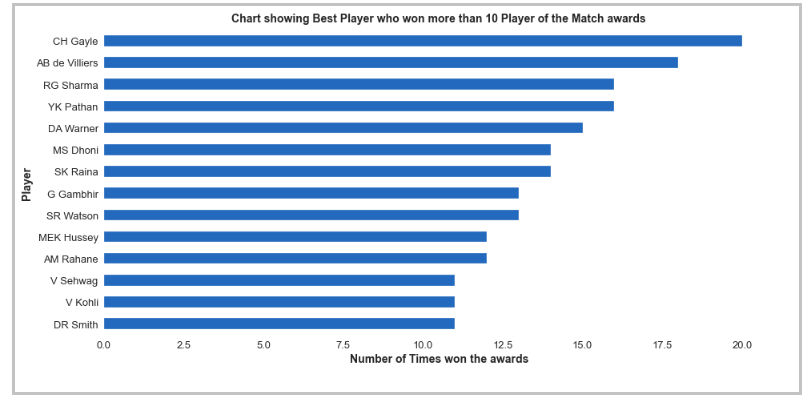 Chart showing Best Player who won more than 10 Player of the Match awards
Player
CH Gayle
AB de Villiers
RG Sharma
YK Pathan
DA Warner
MS Dhoni
SK Raina
G Gambhir
SR Watson
MEK Hussey
AM Rahane
V Sehwag
V Kohli
DR Smith
0.0 2.5 5.0 7.5 10.0 12.5 15.0 17.5 20.0
Number of Times won the awards